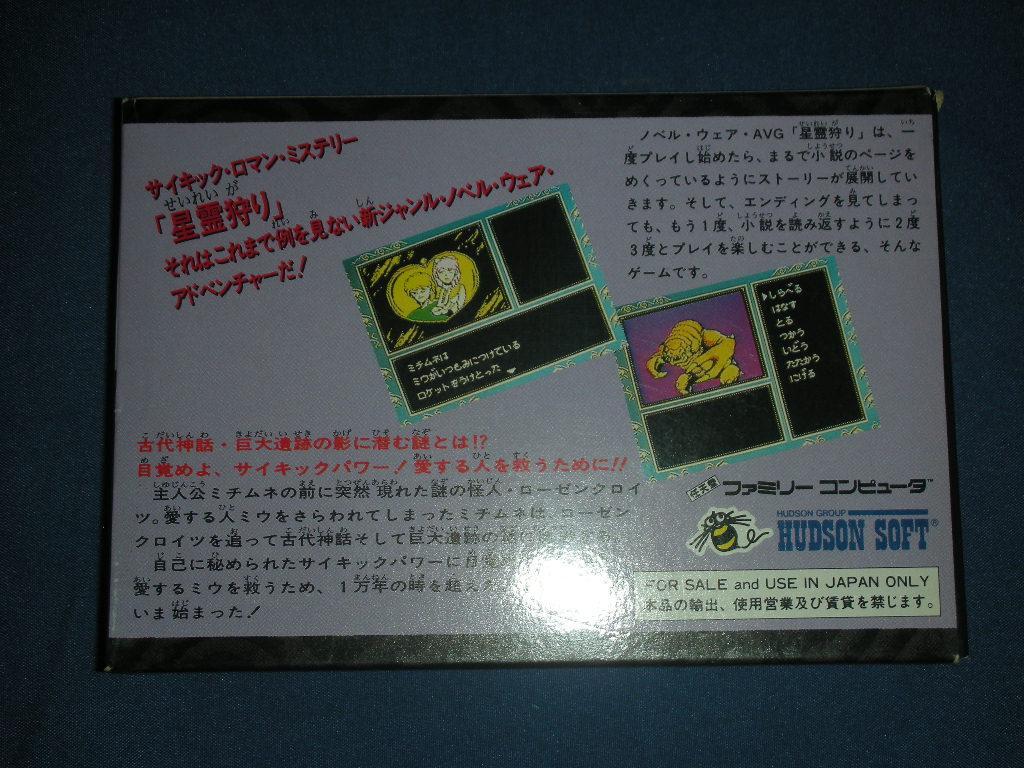 サイキック・ロマン・ミステリー
「星霊狩り」
それはこれまで例を見ない新ジャンル・ノベル・ウェア・
アドベンチャーだ!
ノベル・ウェア・AVG「星霊狩り」は、一
度プレイし始めたら、まるで小説のページを
めくっているようにストーリーが展開してい
きます。そして、エンディングを見てしまっ
ても、もう1度、小説を読み返すように2度
3度とプレイを楽しむことができる、そんな
ゲームです。
ミチムネは
ミウがいつもみにつけている
ロケットをうけとった
しらべる
はなす
とる
つかう
いどう
たたかう
にげる
古代神話・巨大遺跡の影に潜む謎とは!?
目覚めよ、サイキックパワー!愛する人を救うために!!
主人公ミチムネの前に突然現れた謎の怪人・ローゼンクロイ
ツ。愛する人ミウをさらわれてしまったミチムネは、ローゼン
クロイツを追って古代神話そして巨大遺跡の
自己に秘められたサイキックパワーに目覚め
愛するミウを救うため、1万年の時を超え
いま始まった!
任天堂 ファミリーコンピュータ™
HUDSON GROUP
HUDSON SOFT®
FOR SALE and USE IN JAPAN ONLY
本品の輸出、使用営業及び賃貸を禁じます。